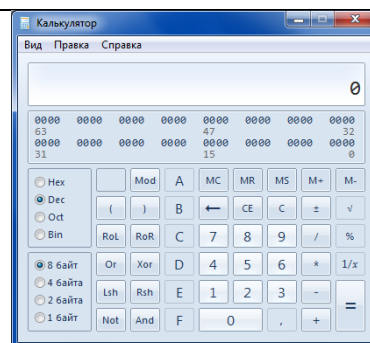 Калькулятор
Вид Правка Справка
0
0000 0000 0000 0000 0000 0000 0000 0000
63 47 32
0000 0000 0000 0000 0000 0000 0000 0000
31 15 0
Hex Mod A MC MR MS M+ M-
Dec ( ) B ← CE C ± √
Oct
Bin RoL RoR C 7 8 9 / %
8 байт Or Xor D 4 5 6 * 1/x
4 байта Lsh Rsh E 1 2 3 - =
2 байта
1 байт Not And F 0 , +